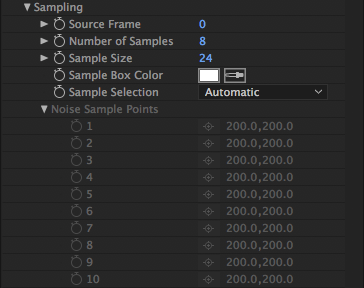 Sampling
Source Frame 0
Number of Samples 8
Sample Size 24
Sample Box Color
Sample Selection Automatic
Noise Sample Points
1 200.0,200.0
2 200.0,200.0
3 200.0,200.0
4 200.0,200.0
5 200.0,200.0
6 200.0,200.0
7 200.0,200.0
8 200.0,200.0
9 200.0,200.0
10 200.0,200.0